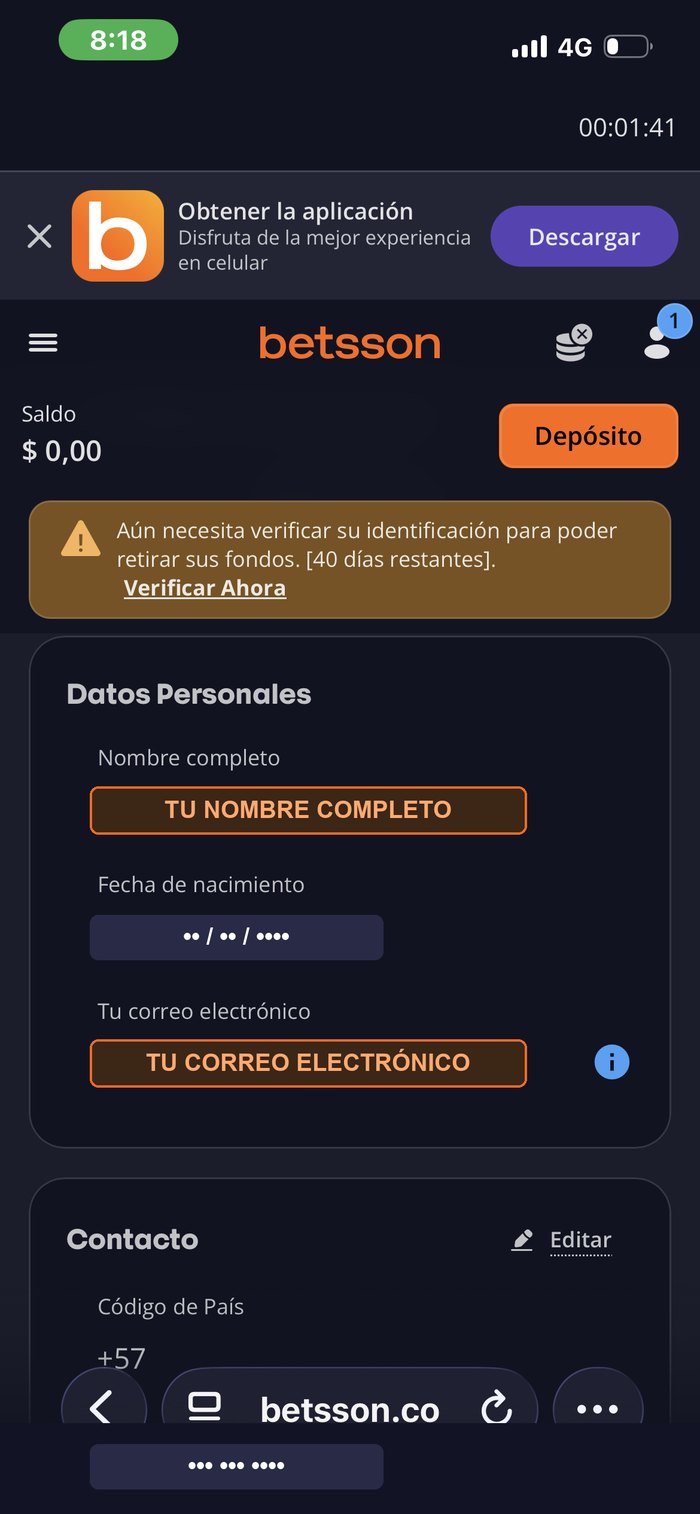 8:18
4G
00:01:41
Obtener la aplicación
Disfruta de la mejor experiencia
en celular
Descargar
betsson
1
Saldo
$ 0,00
Depósito
Aún necesita verificar su identificación para poder
retirar sus fondos. [40 días restantes].
Verificar Ahora
Datos Personales
Nombre completo
TU NOMBRE COMPLETO
Fecha de nacimiento
•• / •• / ••••
Tu correo electrónico
TU CORREO ELECTRÓNICO
Contacto
Editar
Código de País
+57
betsson.co
••• ••• ••••